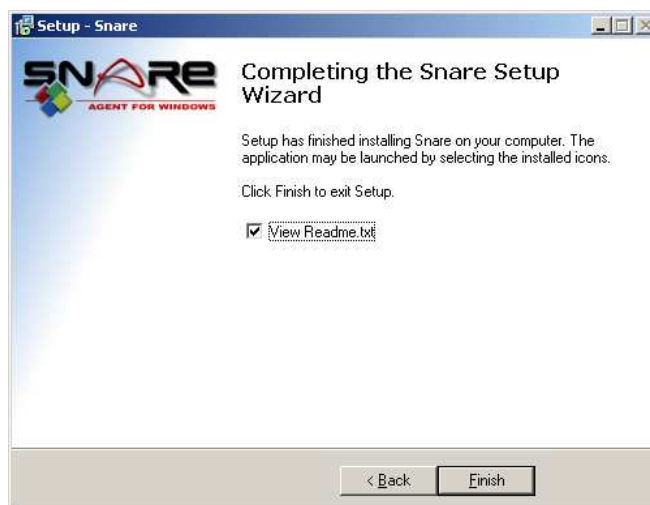 Setup - Snare
SNARE
AGENT FOR WINDOWS
Completing the Snare Setup
Wizard
Setup has finished installing Snare on your computer. The
application may be launched by selecting the installed icons.
Click Finish to exit Setup.
View Readme.txt
< Back
Finish